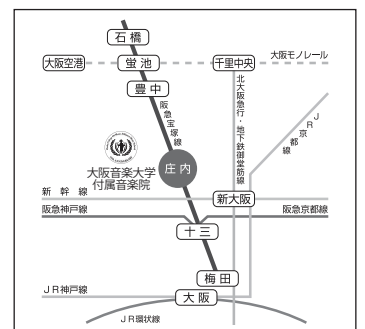 石橋
大阪モノレール
大阪空港
蛍池
千里中央
豊中
阪急宝塚線
北大阪急行・地下鉄御堂筋線
JR京都線
大阪音楽大学
付属音楽院
庄内
新幹線
新大阪
阪急神戸線
阪急京都線
十三
梅田
JR神戸線
大阪
JR環状線